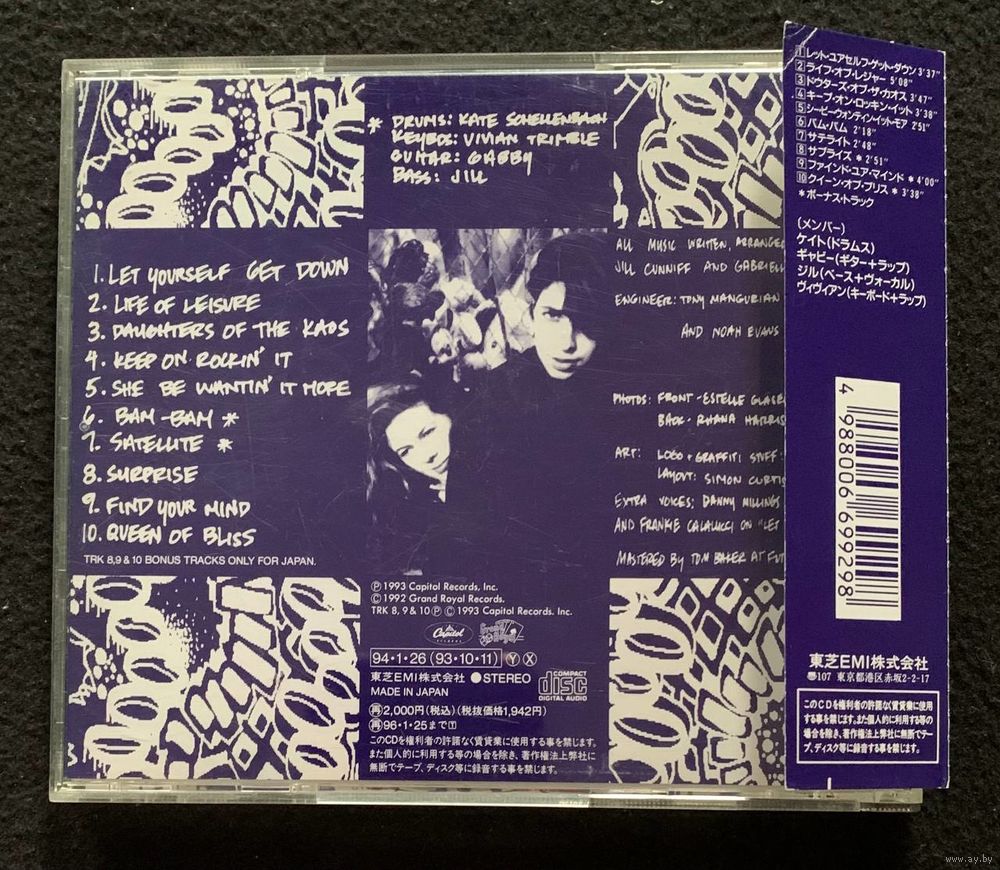 * DRUMS: KATE SCHELLENBACH
KEYBDS: VIVIAN TRIMBLE
GUITAR: GABBY
BASS: JILL
1. LET YOURSELF GET DOWN
2. LIFE OF LEISURE
3. DAUGHTERS OF THE KAOS
4. KEEP ON ROCKIN' IT
5. SHE BE WANTIN' IT MORE
6. BAM-BAM *
7. SATELLITE *
8. SURPRISE
9. FIND YOUR MIND
10. QUEEN OF BLISS
TRK 8,9 & 10 BONUS TRACKS ONLY FOR JAPAN.
ALL MUSIC WRITTEN, ARRANGED
JILL CUNNIFF AND GABRIELL
ENGINEER: TONY MANGURIAN
AND NOAH EVANS
PHOTOS: FRONT - ESTELLE GLASER
BACK - RHANA HARRIS
ART: LOGO + GRAFFITI STUFF:
LAYOUT: SIMON CURTIS
EXTRA VOICES: DANNY MILLINGS
AND FRANKIE CALALUCCI ON "LET
MASTERED BY TOM BAKER AT FUT
Ⓟ 1993 Capitol Records, Inc.
Ⓒ 1992 Grand Royal Records.
TRK 8, 9 & 10 Ⓟ Ⓒ 1993 Capitol Records, Inc.
Capitol
RECORDS
94・1・26 (93・10・11) Ⓨ Ⓧ
東芝EMI株式会社 ●STEREO
MADE IN JAPAN
COMPACT
disc
DIGITAL AUDIO
再2,000円(税込)(税抜価格1,942円)
再96・1・25まで
このCDを権利者の許諾なく賃貸業に使用する事を禁じます。
また個人的に利用する等の場合を除き、著作権法上弊社に
無断でテープ、ディスク等に録音する事を禁じます。
1 レット・ユアセルフ・ゲット・ダウン 3'37"
2 ライフ・オブ・レジャー 5'08"
3 ドウターズ・オブ・ザ・カオス 3'47"
4 キープ・オン・ロッキン・イット 3'38"
5 シービーウォンティン・イットモア 2'51"
6 バム・バム 2'18"
7 サテライト 2'48"
8 サプライズ * 2'51"
9 ファインド・ユア・マインド * 4'00"
10 クイーン・オブ・ブリス * 3'38"
*ボーナス・トラック
(メンバー)
ケイト(ドラムス)
ギャビー(ギター+ラップ)
ジル(ベース+ヴォーカル)
ヴィヴィアン(キーボード+ラップ)
4 988006 699298
東芝EMI株式会社
〒107 東京都港区赤坂2-2-17
このCDを権利者の許諾なく賃貸業に使用
する事を禁じます。また個人的に利用する等の
場合を除き、著作権法上弊社に無断でテー
プ、ディスク等に録音する事を禁じます。
www.ay.by